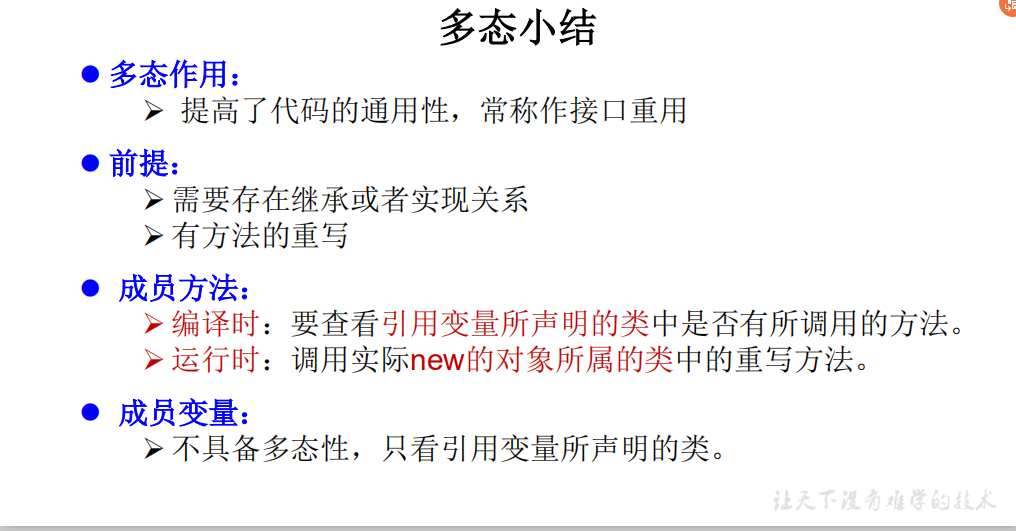 多态小结
多态作用：
提高了代码的通用性，常称作接口重用
前提：
需要存在继承或者实现关系
有方法的重写
成员方法：
编译时：要查看引用变量所声明的类中是否有所调用的方法。
运行时：调用实际new的对象所属的类中的重写方法。
成员变量：
不具备多态性，只看引用变量所声明的类。
让天下没有难学的技术